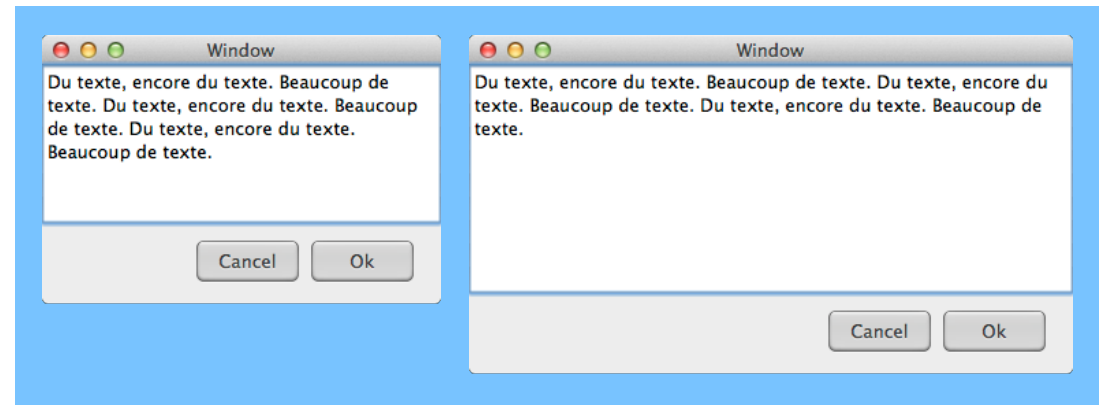 Window
Du texte, encore du texte. Beaucoup de
texte. Du texte, encore du texte. Beaucoup
de texte. Du texte, encore du texte.
Beaucoup de texte.
Cancel
Ok
Window
Du texte, encore du texte. Beaucoup de texte. Du texte, encore du
texte. Beaucoup de texte. Du texte, encore du texte. Beaucoup de
texte.
Cancel
Ok